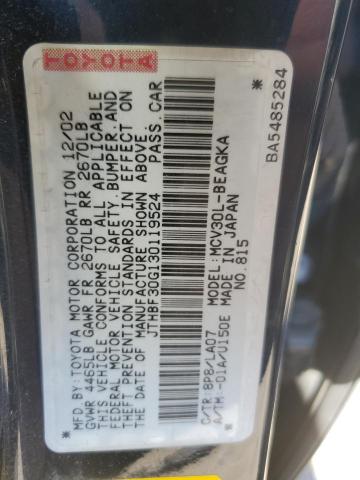 TOYOTA
MFD BY: TOYOTA MOTOR CORPORATION 12/02
GVWR 4465LB GAWR FR 2670LB RR 2670LB
THIS VEHICLE CONFORMS TO ALL APPLICABLE
FEDERAL MOTOR VEHICLE SAFETY, BUMPER, AND
THEFT PREVENTION STANDARDS IN EFFECT ON
THE DATE OF MANUFACTURE SHOWN ABOVE.
JTHBF30G130119524 PASS. CAR
C/TR: 8P8/LA07 MODEL: MCV30L-BEAGKA
A/TM: -01A/U150E MADE IN JAPAN
NO. 815
* BA5485284 *